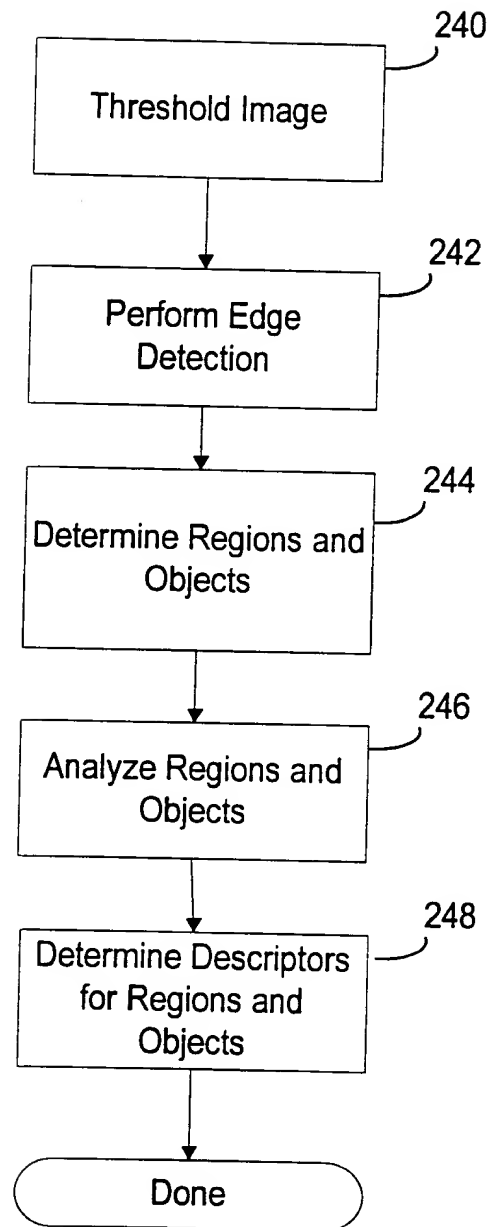 240
Threshold Image
242
Perform Edge
Detection
244
Determine Regions and
Objects
246
Analyze Regions and
Objects
248
Determine Descriptors
for Regions and
Objects
Done